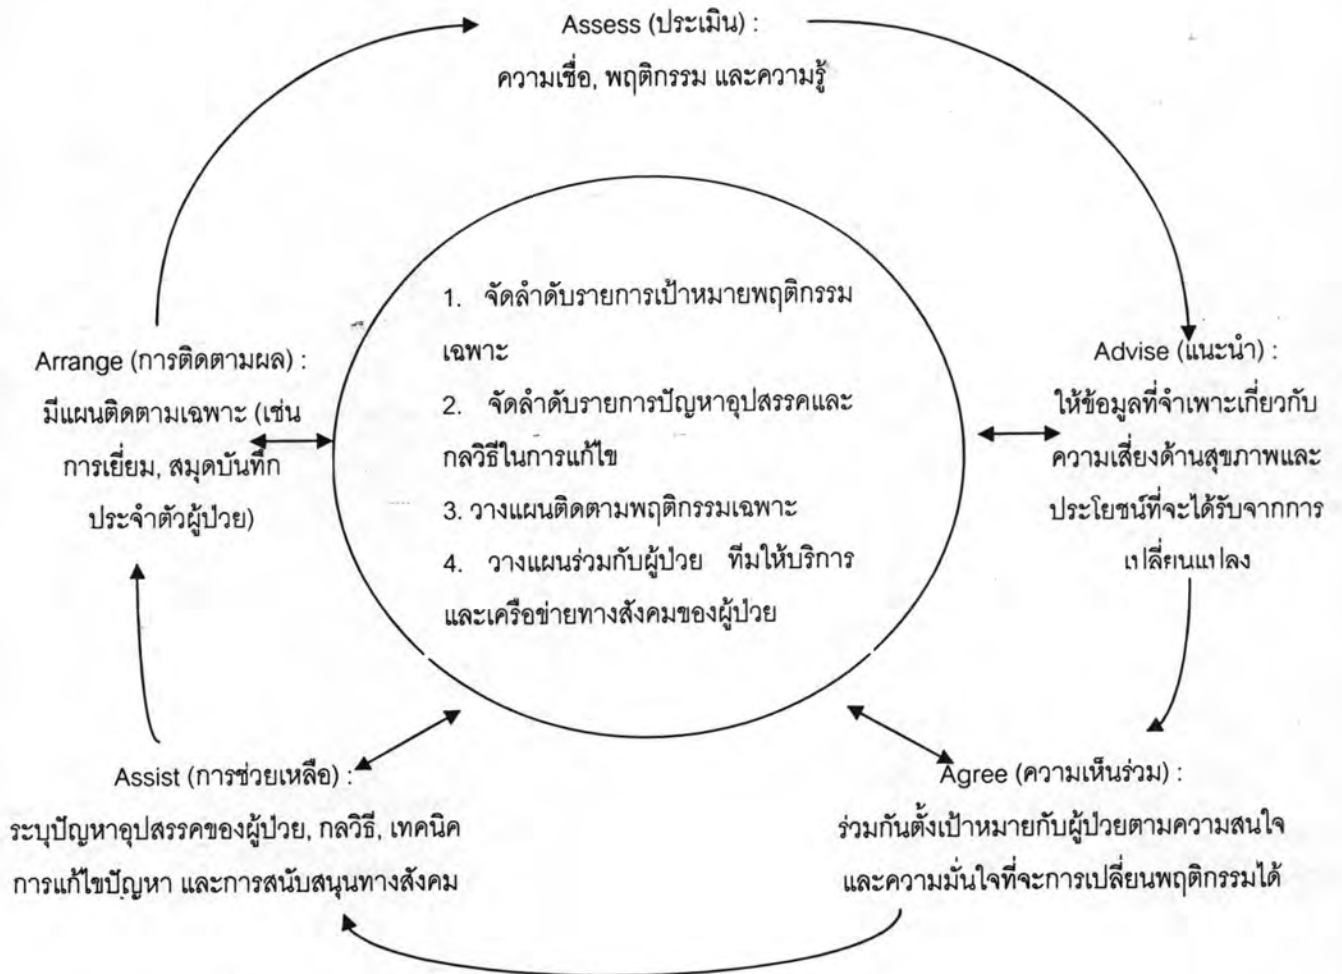 Assess (ประเมิน) :
ความเชื่อ, พฤติกรรม และความรู้
1. จัดลำดับรายการเป้าหมายพฤติกรรม
เฉพาะ
2. จัดลำดับรายการปัญหาอุปสรรคและ
กลวิธีในการแก้ไข
3. วางแผนติดตามพฤติกรรมเฉพาะ
4. วางแผนร่วมกับผู้ป่วย ทีมให้บริการ
และเครือข่ายทางสังคมของผู้ป่วย
Advise (แนะนำ) :
ให้ข้อมูลที่จำเพาะเกี่ยวกับ
ความเสี่ยงด้านสุขภาพและ
ประโยชน์ที่จะได้รับจากการ
เปลี่ยนแปลง
Agree (ความเห็นร่วม) :
ร่วมกันตั้งเป้าหมายกับผู้ป่วยตามความสนใจ
และความมั่นใจที่จะการเปลี่ยนพฤติกรรมได้
Assist (การช่วยเหลือ) :
ระบุปัญหาอุปสรรคของผู้ป่วย, กลวิธี, เทคนิค
การแก้ไขปัญหา และการสนับสนุนทางสังคม
Arrange (การติดตามผล) :
มีแผนติดตามเฉพาะ (เช่น
การเยี่ยม, สมุดบันทึก
ประจำตัวผู้ป่วย)